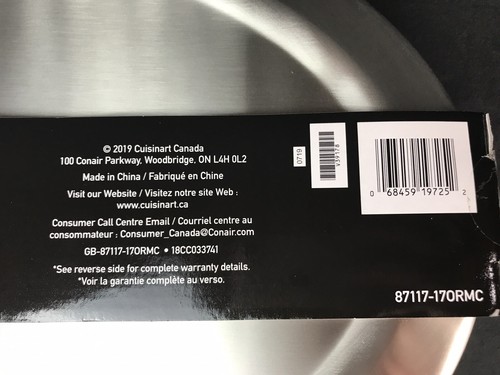 © 2019 Cuisinart Canada
100 Conair Parkway, Woodbridge, ON L4H 0L2
Made in China / Fabriqué en Chine
Visit our Website / Visitez notre site Web :
www.cuisinart.ca
Consumer Call Centre Email / Courriel centre au
consommateur : Consumer_Canada@Conair.com
GB-87117-17ORMC • 18CC033741
*See reverse side for complete warranty details.
*Voir la garantie complète au verso.
0719
V39178
0 68459 19725 2
87117-17ORMC